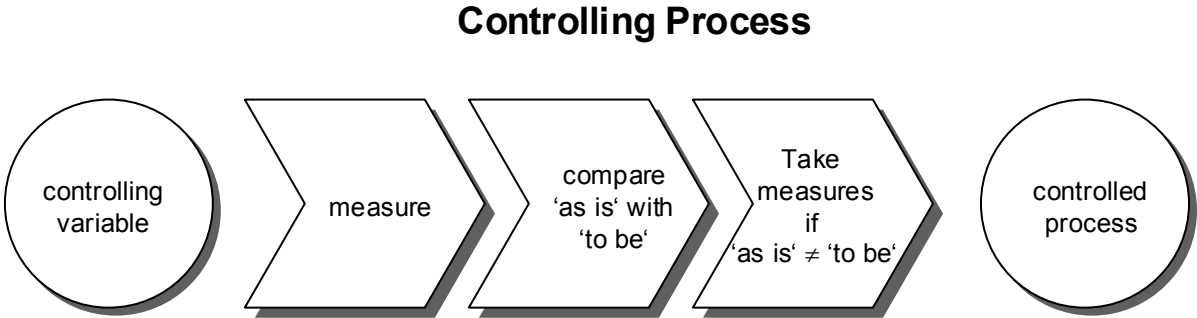 Controlling Process
controlling
variable
measure
compare
‘as is‘ with
‘to be‘
Take
measures
if
‘as is‘ ≠ ‘to be‘
controlled
process